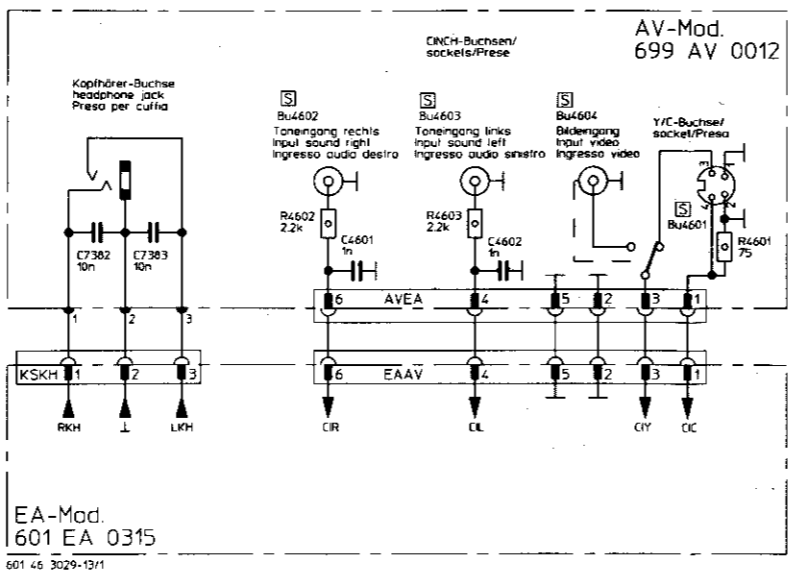 AV-Mod.
699 AV 0012
CINCH-Buchsen/
sockets/Prese
Kopfhörer-Buchse
headphone jack
Presa per cuffia
S
Bu4602
Toneingang rechts
Input sound right
Ingresso audio destro
S
Bu4603
Toneingang links
Input sound left
Ingresso audio sinistro
S
Bu4604
Bildeingang
Input video
Ingresso video
Y/C-Buchse/
socket/Presa
3
1
4
2
S
Bu4601
R4601
75
R4602
2.2k
C4601
1n
R4603
2.2k
C4602
1n
C7382
10n
C7383
10n
1
2
3
6
AVEA
4
5
2
3
1
KSKH
1
2
3
6
EAAV
4
5
2
3
1
RKH
⊥
LKH
CIR
CIL
CIY
CIC
EA-Mod.
601 EA 0315
601 46 3029-13/1